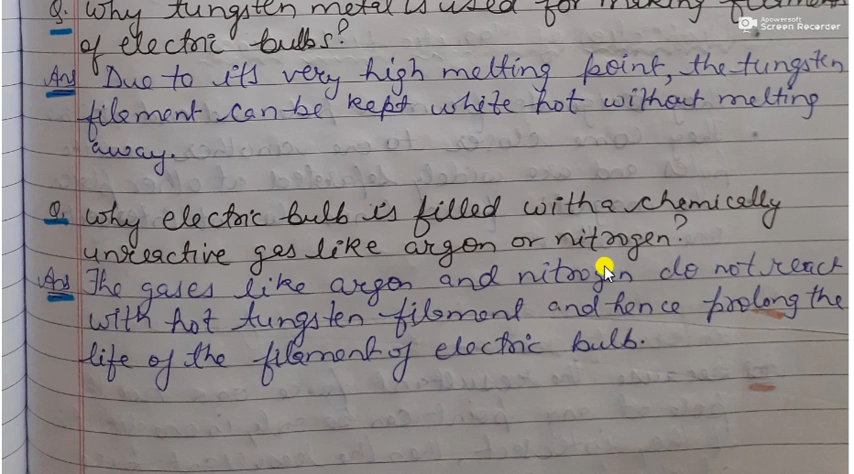 Q. Why tungsten metal is used for making filaments
of electric bulbs?
Ans Due to its very high melting point, the tungsten
filement can be kept white hot without melting
away.
Q. Why electric bulb is filled with a chemically
unreactive gas like argon or nitrogen?
Ans The gases like argon and nitrogen do not react
with hot tungsten filement and hence prolong the
life of the filement of electric bulb.
Apowersoft
Screen Recorder